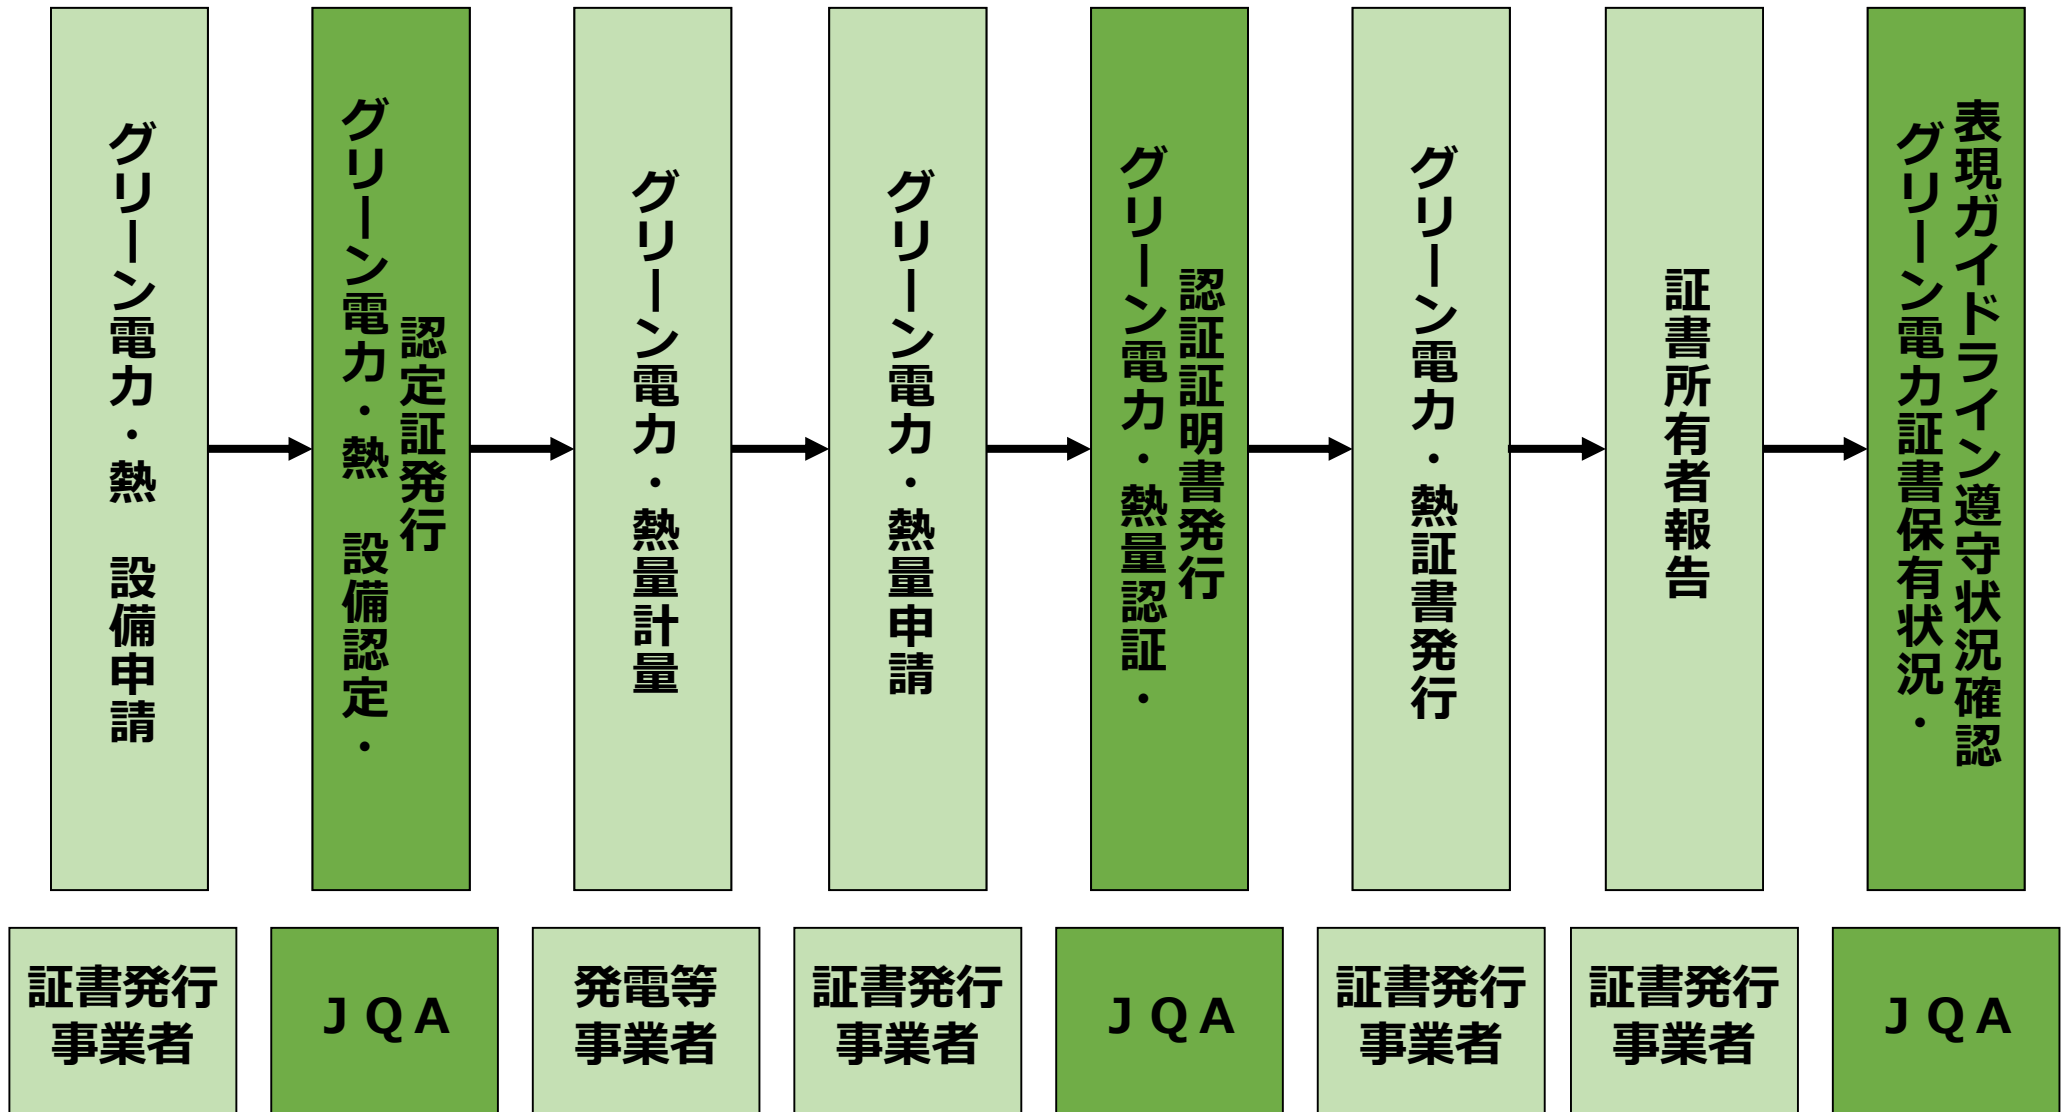 グリーン電力・熱　設備申請
グリーン電力・熱　設備認定・
認定証発行
グリーン電力・熱量計量
グリーン電力・熱量申請
グリーン電力・熱量認証・
認証証明書発行
グリーン電力・熱証書発行
証書所有者報告
グリーン電力証書保有状況・
表現ガイドライン遵守状況確認
証書発行
事業者
ＪＱＡ
発電等
事業者
証書発行
事業者
ＪＱＡ
証書発行
事業者
証書発行
事業者
ＪＱＡ